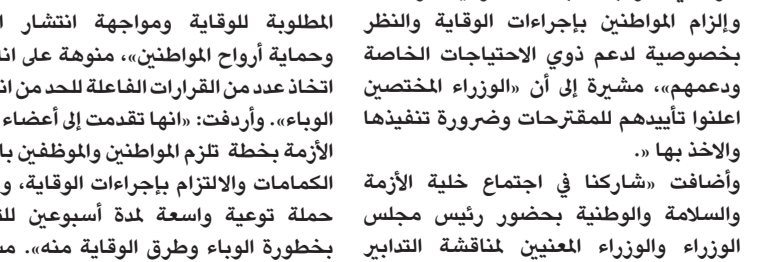 وإلزام المواطنين بإجراءات الوقاية والنظر
بخصوصية لدعم ذوي الاحتياجات الخاصة
ودعمهم»، مشيرة إلى أن «الوزراء المختصين
اعلنوا تأييدهم للمقترحات وضرورة تنفيذها
والاخذ بها «.
وأضافت «شاركنا في اجتماع خلية الأزمة
والسلامة والوطنية بحضور رئيس مجلس
الوزراء والوزراء المعنيين لمناقشة التدابير
المطلوبة للوقاية ومواجهة انتشار
وحماية أرواح المواطنين»، منوهة على
اتخاذ عدد من القرارات الفاعلة للحد من
الوباء». وأردفت: «انها تقدمت إلى أعضاء
الأزمة بخطة تلزم المواطنين والموظفين
الكمامات والالتزام بإجراءات الوقاية،
حملة توعية واسعة لمدة أسبوعين
بخطورة الوباء وطرق الوقاية منه».